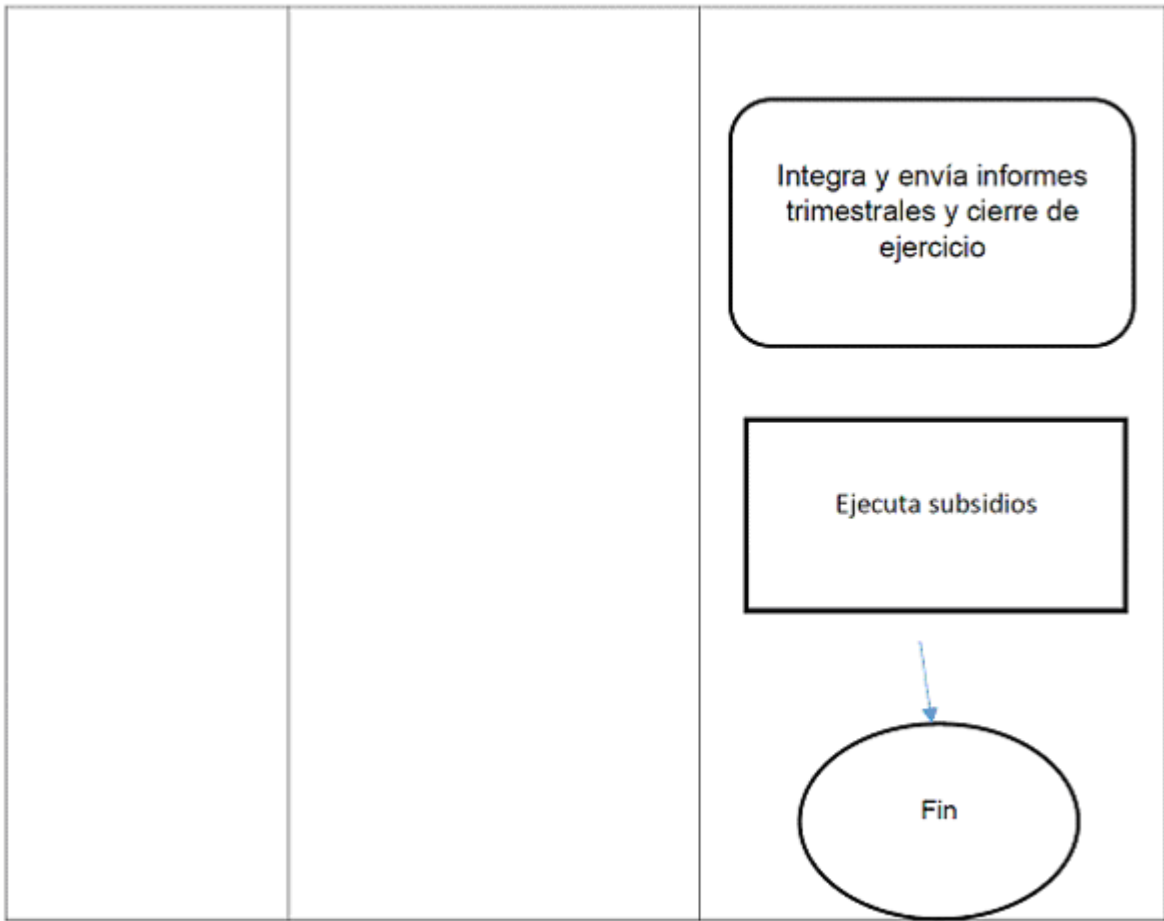 Integra y envía informes
trimestrales y cierre de
ejercicio
Ejecuta subsidios
Fin